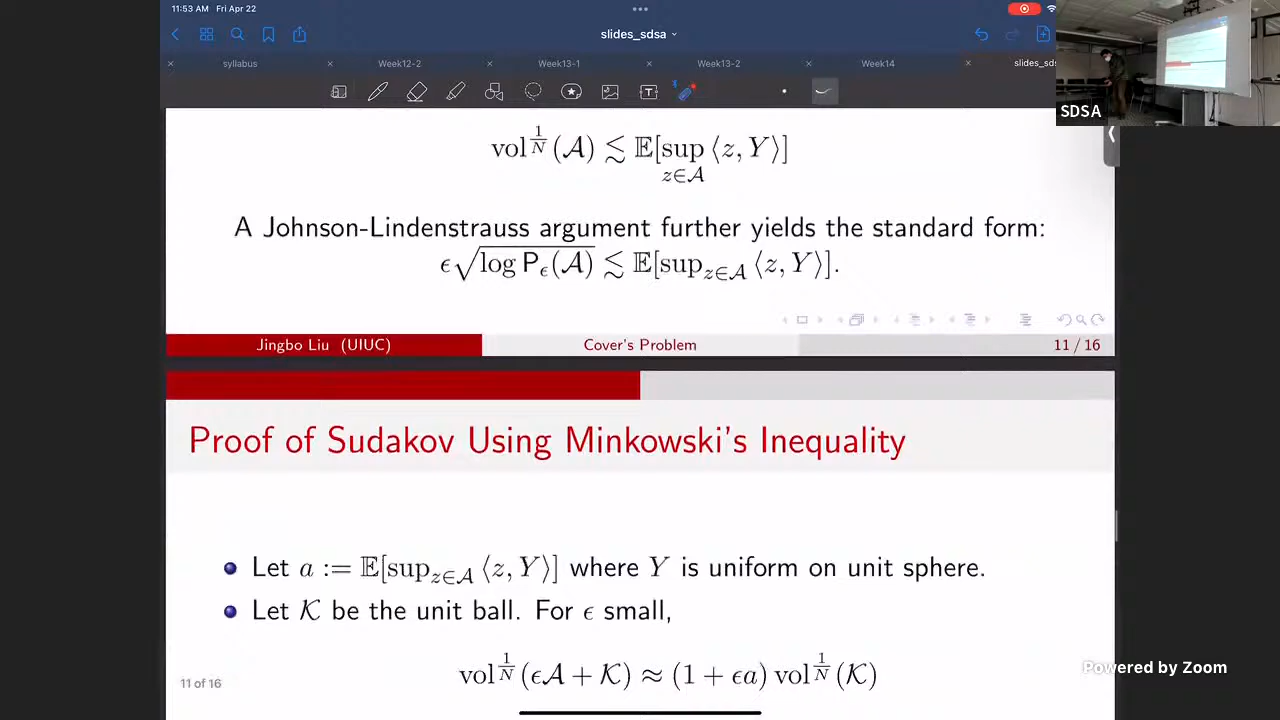 11:53 AM Fri Apr 22
slides_sdsa
syllabus
Week12-2
Week13-1
Week13-2
Week14
slides_sds
SDSA
vol^{1/N}(𝒜) ≲ 𝔼[sup_{z∈𝒜} ⟨z, Y⟩]
A Johnson-Lindenstrauss argument further yields the standard form:
ϵ√(log P_ϵ(𝒜)) ≲ 𝔼[sup_{z∈𝒜} ⟨z, Y⟩].
Jingbo Liu (UIUC)
Cover's Problem
11 / 16
Proof of Sudakov Using Minkowski's Inequality
Let a := 𝔼[sup_{z∈𝒜} ⟨z, Y⟩] where Y is uniform on unit sphere.
Let 𝒦 be the unit ball. For ϵ small,
vol^{1/N}(ϵ𝒜 + 𝒦) ≈ (1 + ϵa) vol^{1/N}(𝒦)
11 of 16
Powered by Zoom